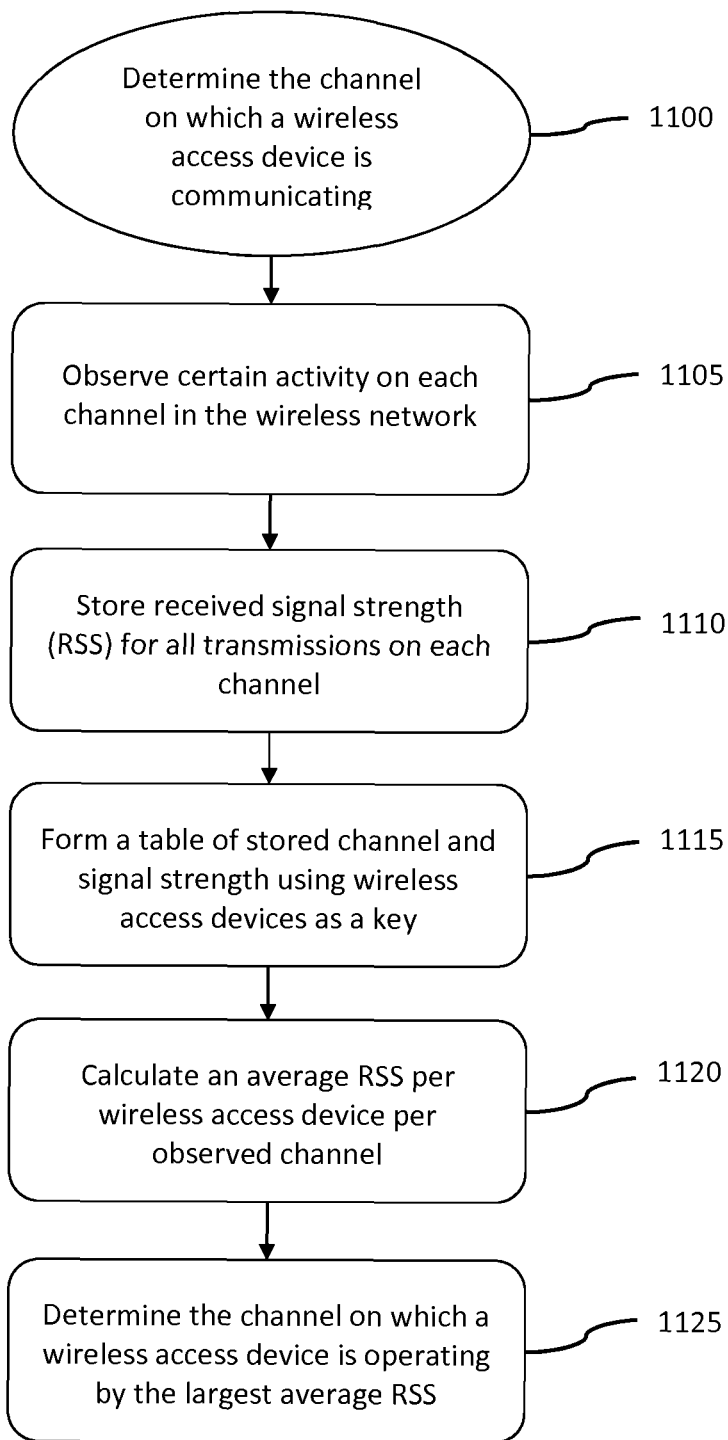 Determine the channel
on which a wireless
access device is
communicating
1100
Observe certain activity on each
channel in the wireless network
1105
Store received signal strength
(RSS) for all transmissions on each
channel
1110
Form a table of stored channel and
signal strength using wireless
access devices as a key
1115
Calculate an average RSS per
wireless access device per
observed channel
1120
Determine the channel on which a
wireless access device is operating
by the largest average RSS
1125